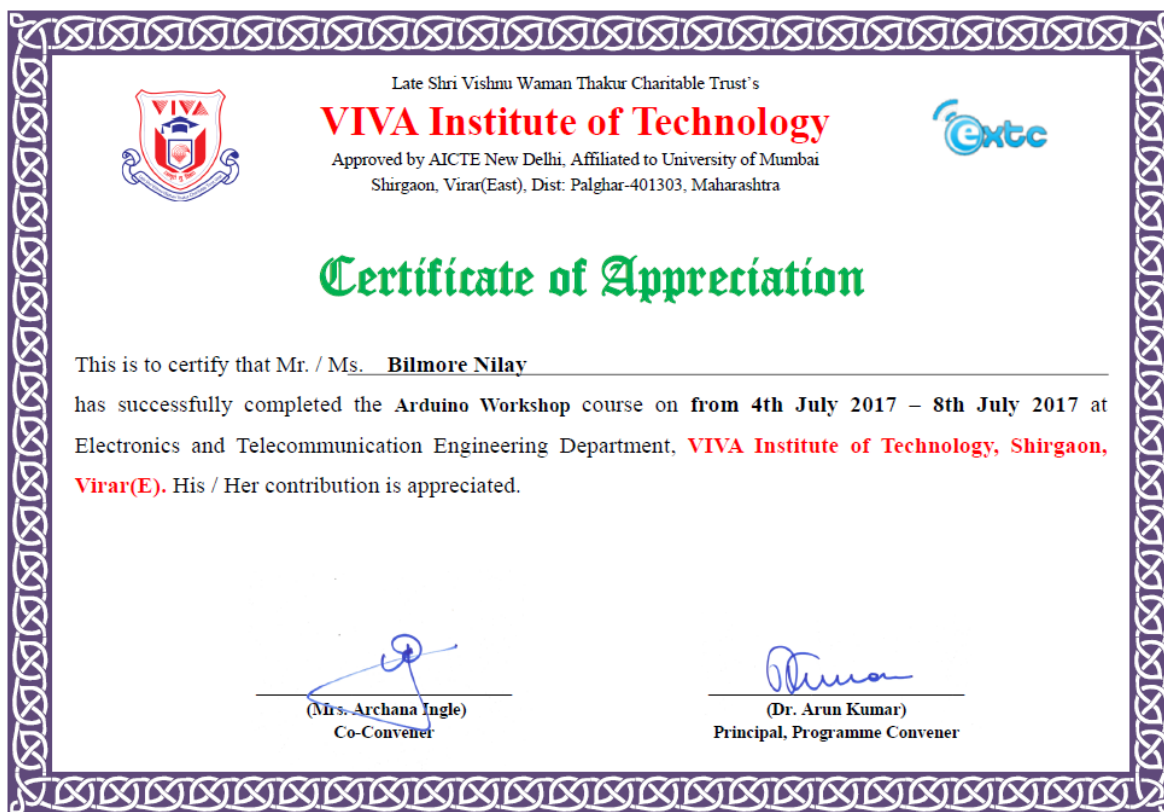 Late Shri Vishnu Waman Thakur Charitable Trust's
VIVA
VIVA Institute of Technology
extc
Approved by AICTE New Delhi, Affiliated to University of Mumbai
Shirgaon, Virar(East), Dist: Palghar-401303, Maharashtra
Certificate of Appreciation
This is to certify that Mr. / Ms. Bilmore Nilay
has successfully completed the Arduino Workshop course on from 4th July 2017 – 8th July 2017 at
Electronics and Telecommunication Engineering Department, VIVA Institute of Technology, Shirgaon,
Virar(E). His / Her contribution is appreciated.
(Mrs. Archana Ingle)
Co-Convener
(Dr. Arun Kumar)
Principal, Programme Convener